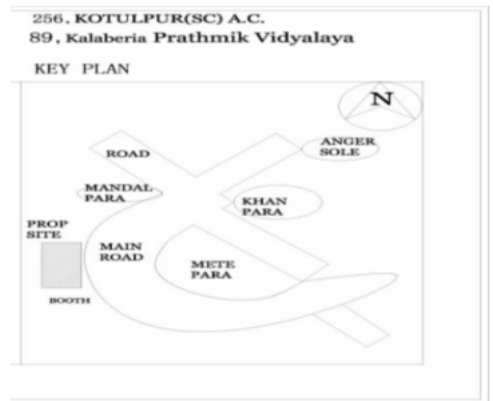 256, KOTULPUR(SC) A.C.
89, Kalaberia Prathmik Vidyalaya
KEY PLAN
N
ROAD
ANGER
SOLE
MANDAL
PARA
KHAN
PARA
PROP
SITE
MAIN
ROAD
METE
PARA
BOOTH